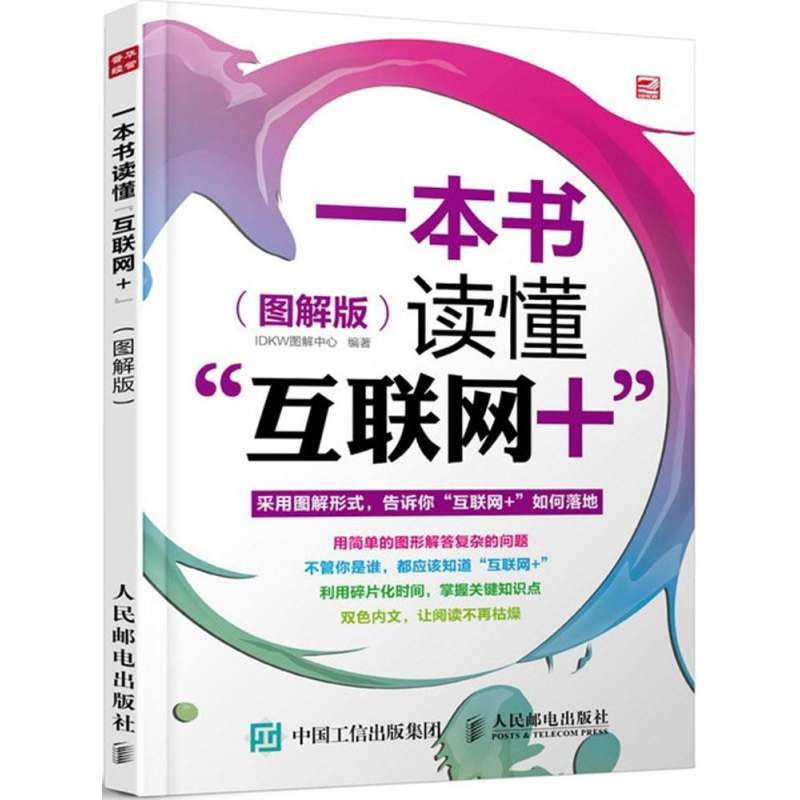 普华
经营
一本书读懂“互联网+”（图解版）
人民邮电出版社
一本书
（图解版）
读懂
IDKW图解中心 编著
“互联网+”
采用图解形式，告诉你“互联网+”如何落地
用简单的图形解答复杂的问题
不管你是谁，都应该知道“互联网+”
利用碎片化时间，掌握关键知识点
双色内文，让阅读不再枯燥
中国工信出版集团
人民邮电出版社
POSTS & TELECOM PRESS